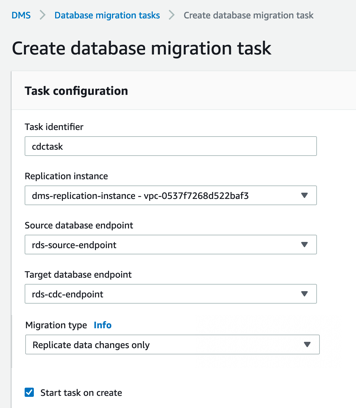 DMS > Database migration tasks > Create database migration task
Create database migration task
Task configuration
Task identifier
cdctask
Replication instance
dms-replication-instance - vpc-0537f7268d522baf3
Source database endpoint
rds-source-endpoint
Target database endpoint
rds-cdc-endpoint
Migration type Info
Replicate data changes only
Start task on create